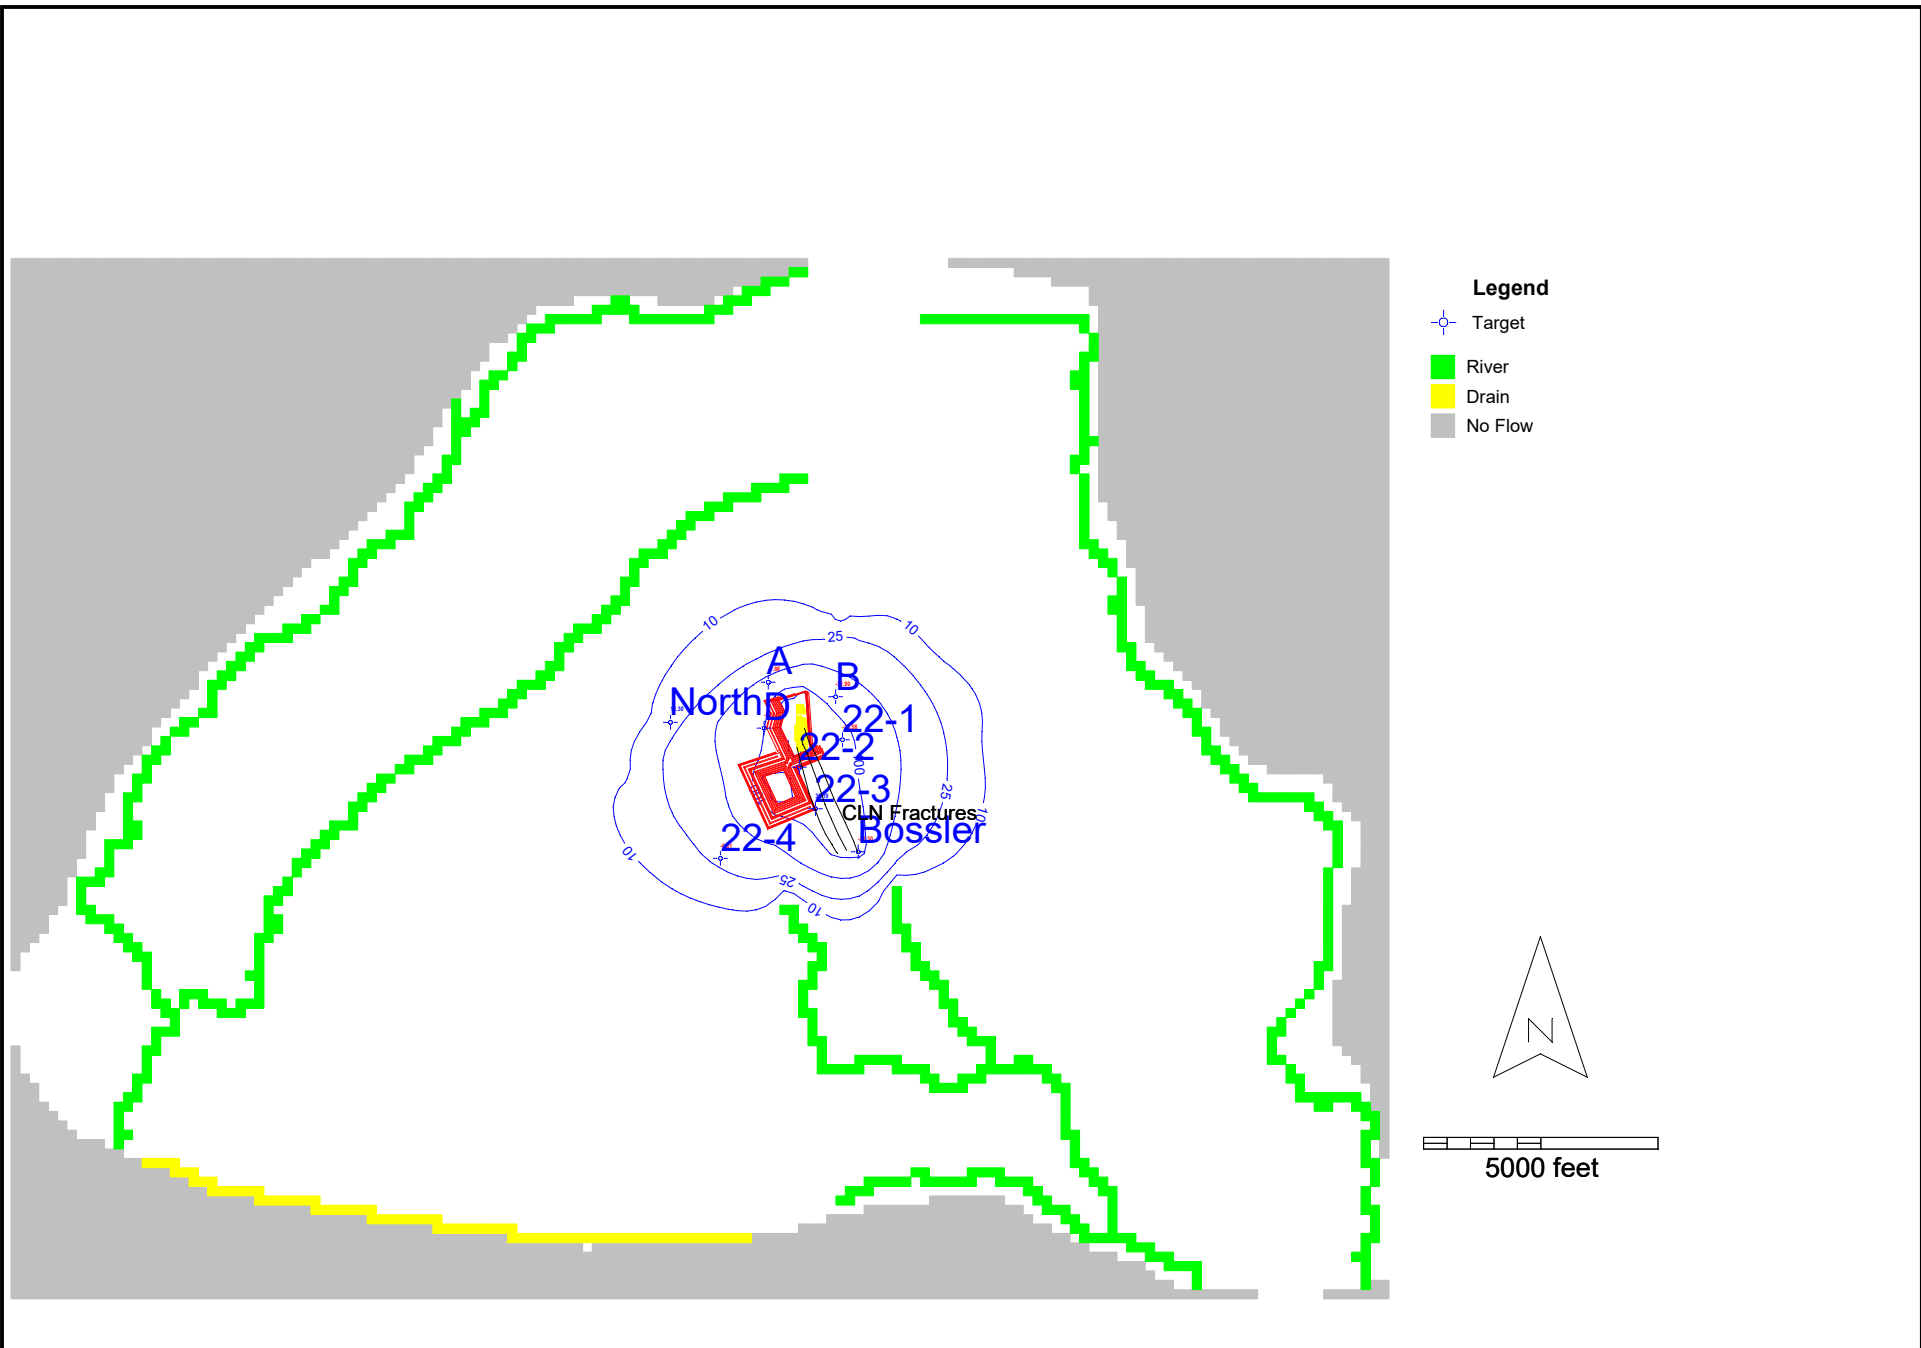 Legend
Target
River
Drain
No Flow
10
10
25
A
B
North
D
22-1
22-2
22-3
25
CLN Fractures
10
Bossler
22-4
10
25
10
N
5000 feet